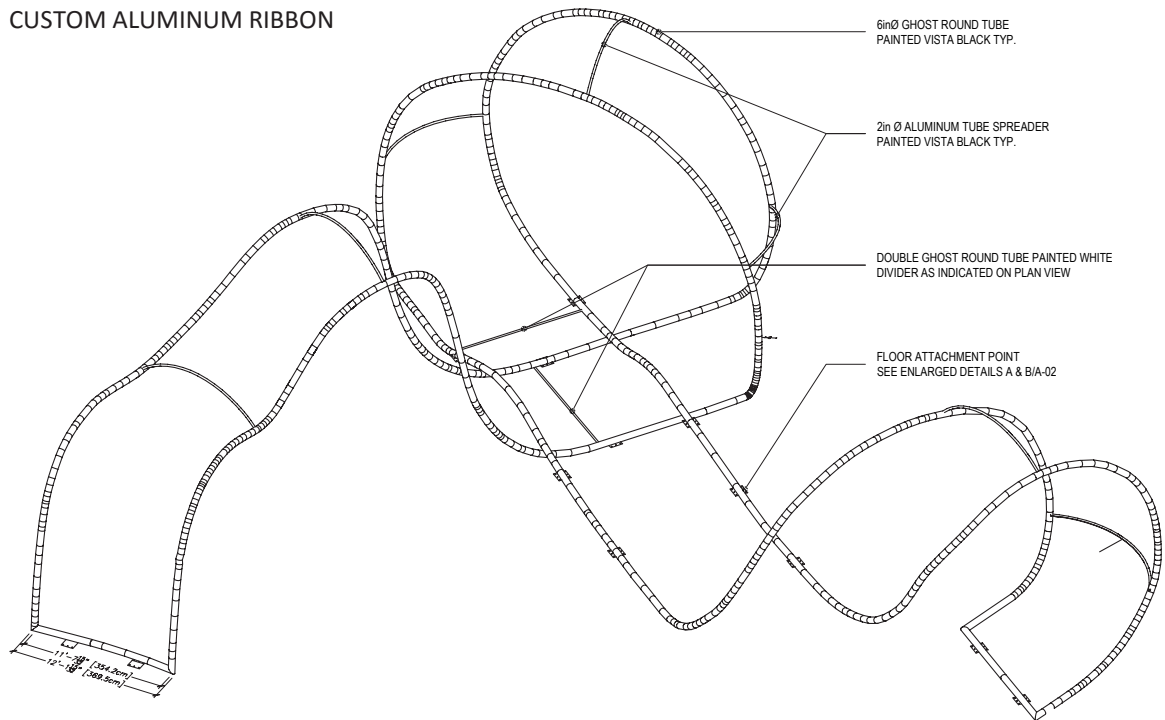 CUSTOM ALUMINUM RIBBON
6inØ GHOST ROUND TUBE
PAINTED VISTA BLACK TYP.
2in Ø ALUMINUM TUBE SPREADER
PAINTED VISTA BLACK TYP.
DOUBLE GHOST ROUND TUBE PAINTED WHITE
DIVIDER AS INDICATED ON PLAN VIEW
FLOOR ATTACHMENT POINT
SEE ENLARGED DETAILS A & B/A-02
[354.2cm]
[369.5cm]